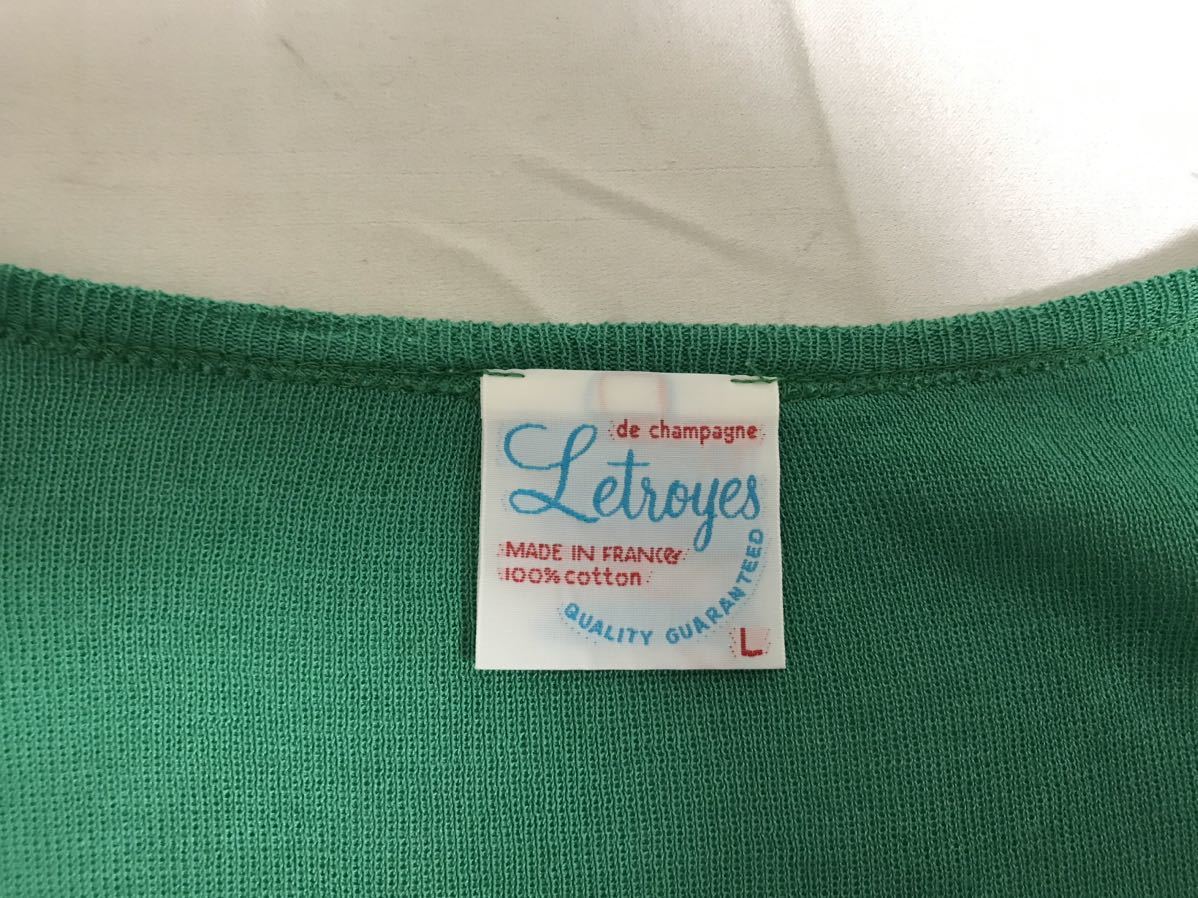 de champagne
Letroyes
MADE IN FRANCE
100% cotton
QUALITY GUARANTEED
L